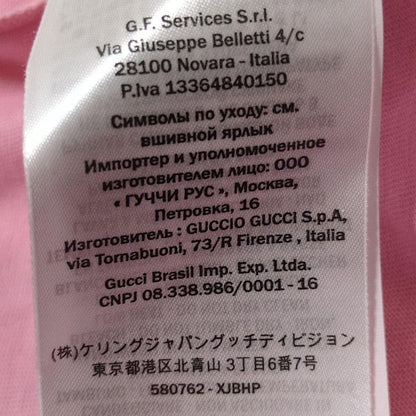 G.F. Services S.r.l.
Via Giuseppe Belletti 4/c
28100 Novara - Italia
P.Iva 13364840150
Символы по уходу: см.
вшивной ярлык
Импортер и уполномоченное
изготовителем лицо: ООО
« ГУЧЧИ РУС », Москва,
Петровка, 16
Изготовитель : GUCCIO GUCCI S.p.A,
via Tornabuoni, 73/R Firenze , Italia
Gucci Brasil Imp. Exp. Ltda.
CNPJ 08.338.986/0001 - 16
(株)ケリングジャパングッチディビジョン
東京都港区北青山 3丁目6番7号
580762 - XJBHP